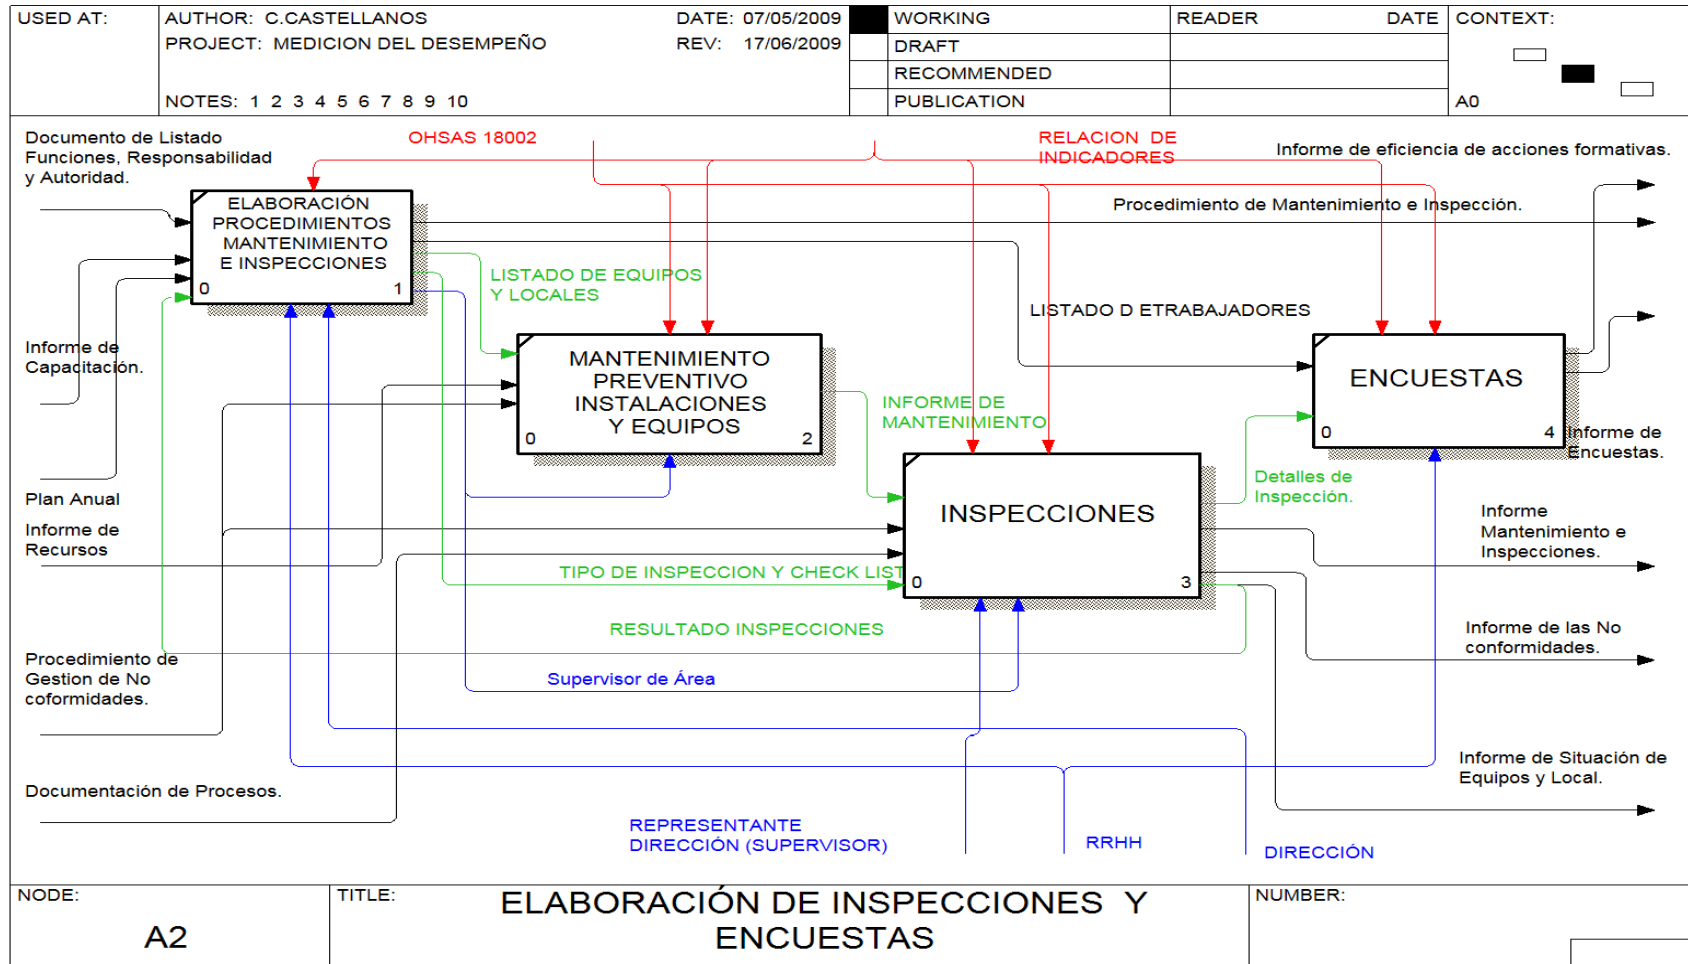 USED AT:
AUTHOR: C.CASTELLANOS
DATE: 07/05/2009
PROJECT: MEDICION DEL DESEMPEÑO
REV: 17/06/2009
NOTES: 1 2 3 4 5 6 7 8 9 10
WORKING
DRAFT
RECOMMENDED
PUBLICATION
READER
DATE
CONTEXT:
A0
Documento de Listado
Funciones, Responsabilidad
y Autoridad.
OHSAS 18002
RELACION DE
INDICADORES
Informe de eficiencia de acciones formativas.
Procedimiento de Mantenimiento e Inspección.
ELABORACIÓN
PROCEDIMIENTOS
MANTENIMIENTO
E INSPECCIONES
0
1
LISTADO DE EQUIPOS
Y LOCALES
LISTADO D ETRABAJADORES
Informe de
Capacitación.
MANTENIMIENTO
PREVENTIVO
INSTALACIONES
Y EQUIPOS
0
2
ENCUESTAS
0
4
INFORME DE
MANTENIMIENTO
Informe de
Encuestas.
Detalles de
Inspección.
Plan Anual
Informe de
Recursos
INSPECCIONES
0
3
Informe
Mantenimiento e
Inspecciones.
TIPO DE INSPECCION Y CHECK LIST
RESULTADO INSPECCIONES
Informe de las No
conformidades.
Procedimiento de
Gestion de No
coformidades.
Supervisor de Área
Informe de Situación de
Equipos y Local.
Documentación de Procesos.
REPRESENTANTE
DIRECCIÓN (SUPERVISOR)
RRHH
DIRECCIÓN
NODE:
A2
TITLE:
ELABORACIÓN DE INSPECCIONES Y
ENCUESTAS
NUMBER: